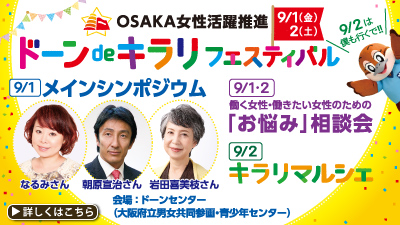 OSAKA女性活躍推進
9/1(金)
2(土)
9/2は
僕も行くで!!
ドーン de キラリ フェスティバル
9/1 メインシンポジウム
なるみさん
朝原宣治さん
岩田喜美枝さん
会場：ドーンセンター
（大阪府立男女共同参画・青少年センター）
▶詳しくはこちら
9/1・2
働く女性・働きたい女性のための
「お悩み」相談会
9/2
キラリマルシェ